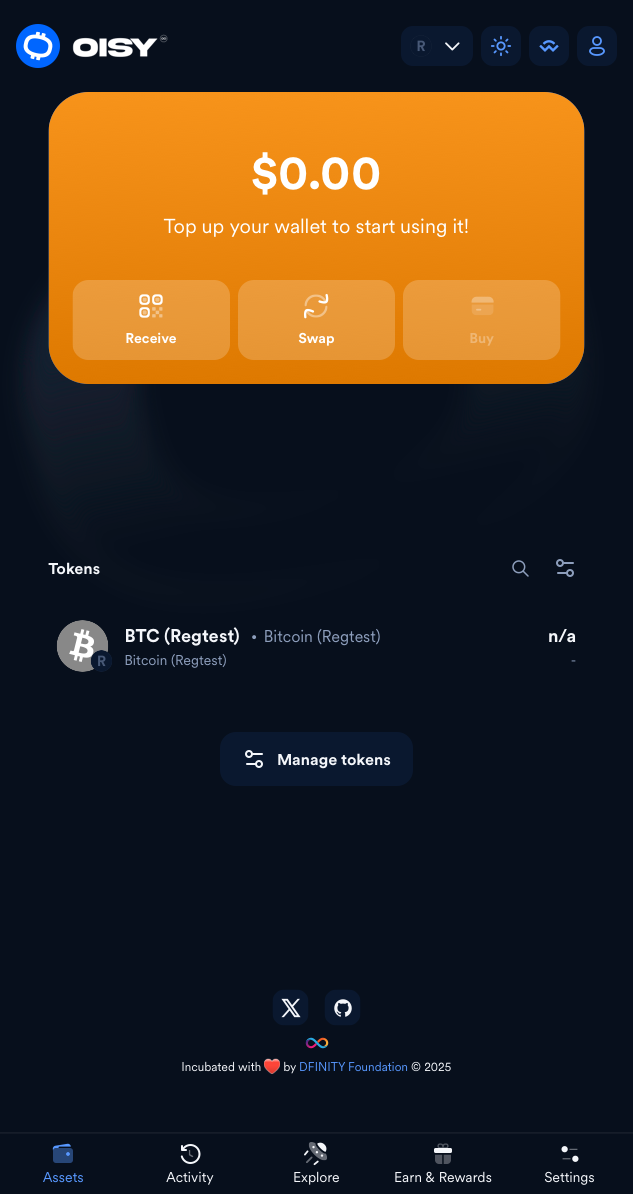 OISY
R
$0.00
Top up your wallet to start using it!
Receive
Swap
Buy
Tokens
BTC (Regtest) • Bitcoin (Regtest)
n/a
R
Bitcoin (Regtest)
-
Manage tokens
Incubated with ❤️ by DFINITY Foundation © 2025
Assets
Activity
Explore
Earn & Rewards
Settings